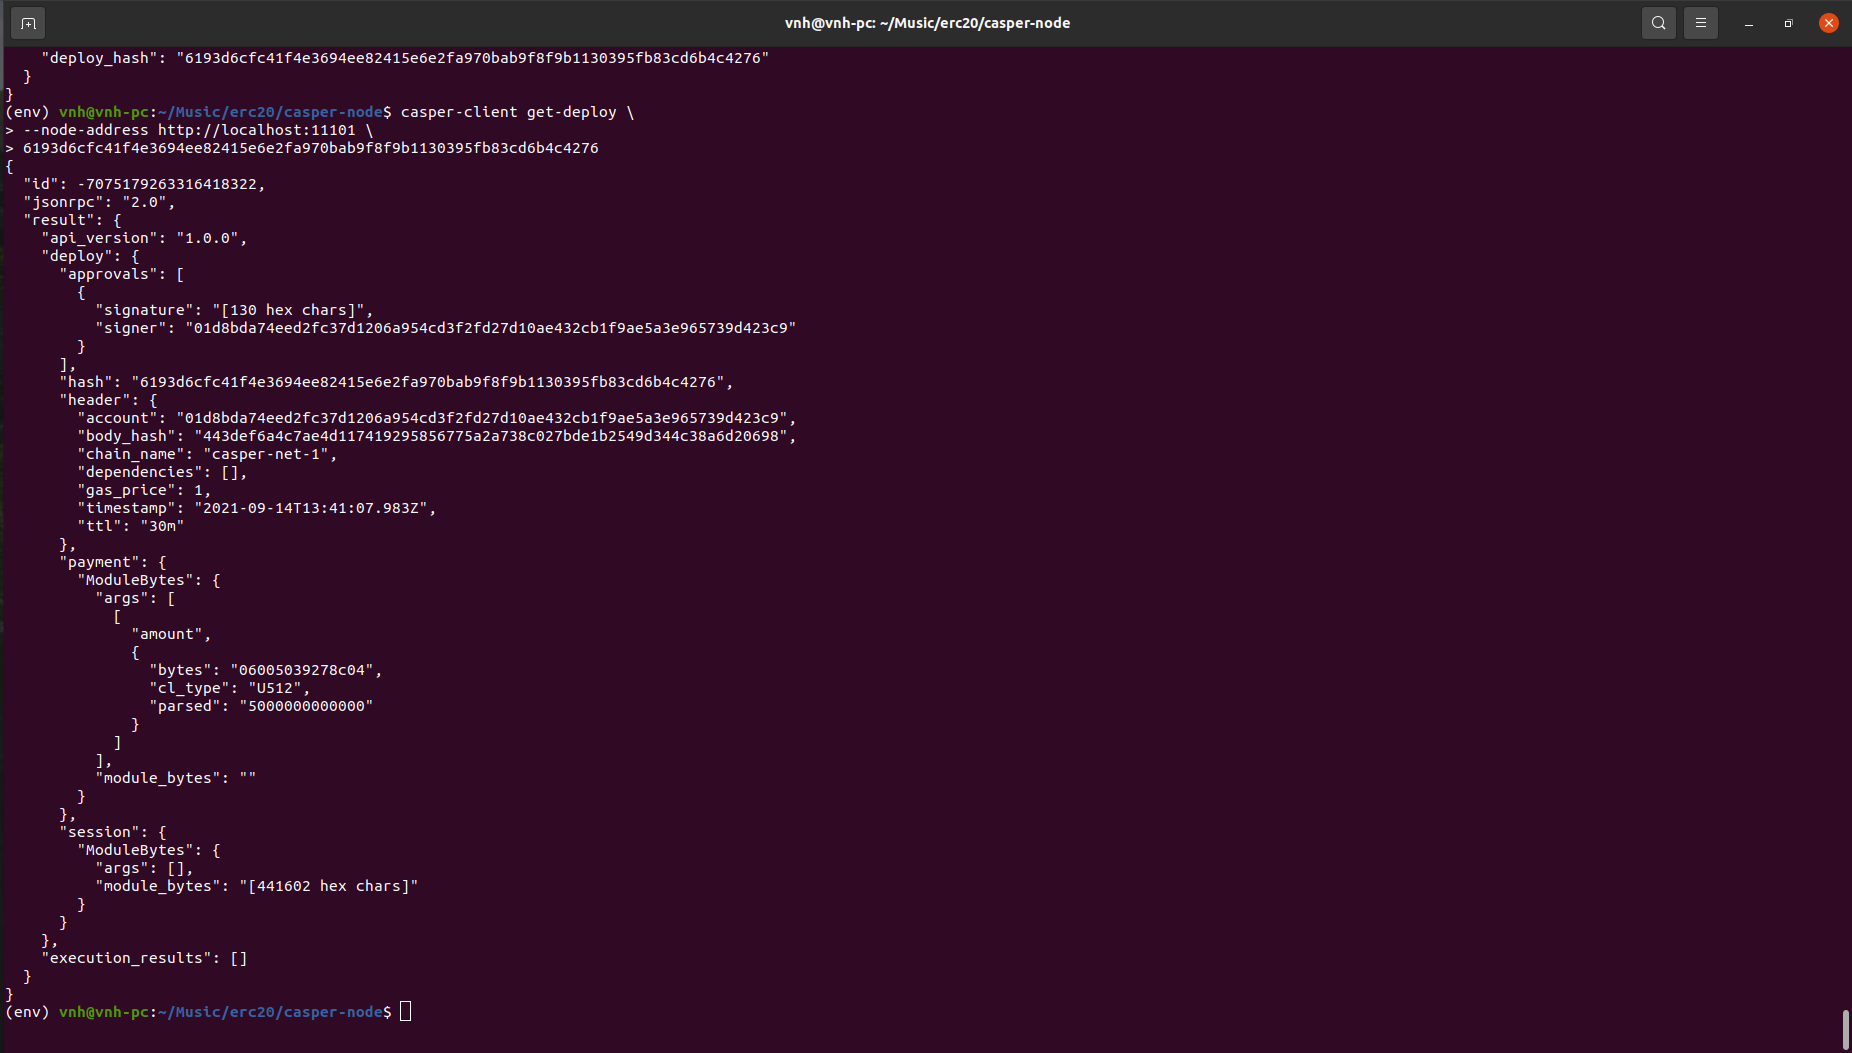 vnh@vnh-pc: ~/Music/erc20/casper-node
    "deploy_hash": "6193d6cfc41f4e3694ee82415e6e2fa970bab9f8f9b1130395fb83cd6b4c4276"
  }
}
(env) vnh@vnh-pc:~/Music/erc20/casper-node$ casper-client get-deploy \
> --node-address http://localhost:11101 \
> 6193d6cfc41f4e3694ee82415e6e2fa970bab9f8f9b1130395fb83cd6b4c4276
{
  "id": -7075179263316418322,
  "jsonrpc": "2.0",
  "result": {
    "api_version": "1.0.0",
    "deploy": {
      "approvals": [
        {
          "signature": "[130 hex chars]",
          "signer": "01d8bda74eed2fc37d1206a954cd3f2fd27d10ae432cb1f9ae5a3e965739d423c9"
        }
      ],
      "hash": "6193d6cfc41f4e3694ee82415e6e2fa970bab9f8f9b1130395fb83cd6b4c4276",
      "header": {
        "account": "01d8bda74eed2fc37d1206a954cd3f2fd27d10ae432cb1f9ae5a3e965739d423c9",
        "body_hash": "443def6a4c7ae4d117419295856775a2a738c027bde1b2549d344c38a6d20698",
        "chain_name": "casper-net-1",
        "dependencies": [],
        "gas_price": 1,
        "timestamp": "2021-09-14T13:41:07.983Z",
        "ttl": "30m"
      },
      "payment": {
        "ModuleBytes": {
          "args": [
            [
              "amount",
              {
                "bytes": "06005039278c04",
                "cl_type": "U512",
                "parsed": "5000000000000"
              }
            ]
          ],
          "module_bytes": ""
        }
      },
      "session": {
        "ModuleBytes": {
          "args": [],
          "module_bytes": "[441602 hex chars]"
        }
      }
    },
    "execution_results": []
  }
}
(env) vnh@vnh-pc:~/Music/erc20/casper-node$